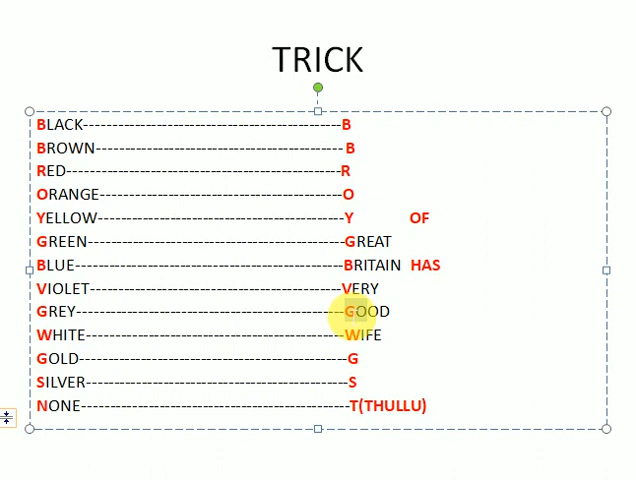 TRICK
BLACK--------------------------------------------B
BROWN------------------------------------------ B
RED-----------------------------------------------R
ORANGE-----------------------------------------O
YELLOW------------------------------------------Y OF
GREEN-------------------------------------------GREAT
BLUE---------------------------------------------BRITAIN HAS
VIOLET-------------------------------------------VERY
GREY---------------------------------------------GOOD
WHITE--------------------------------------------WIFE
GOLD---------------------------------------------G
SILVER--------------------------------------------S
NONE---------------------------------------------T(THULLU)